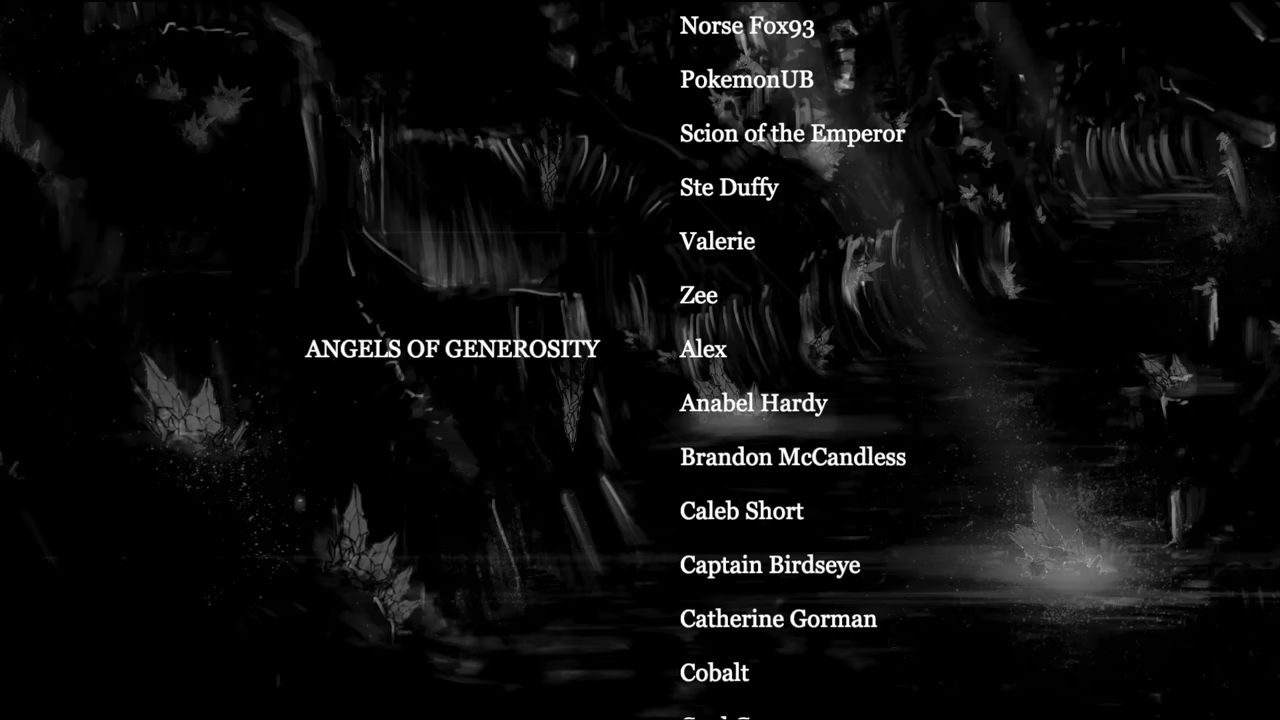 Norse Fox93
PokemonUB
Scion of the Emperor
Ste Duffy
Valerie
Zee
ANGELS OF GENEROSITY Alex
Anabel Hardy
Brandon McCandless
Caleb Short
Captain Birdseye
Catherine Gorman
Cobalt